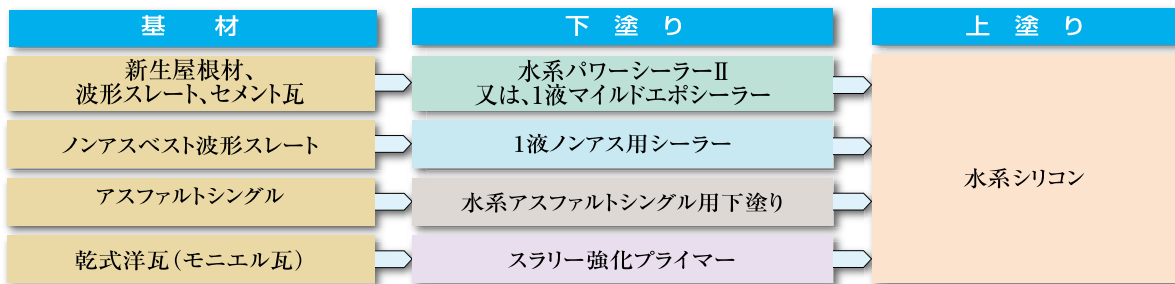 基材
下塗り
上塗り
新生屋根材、
波形スレート、セメント瓦
水系パワーシーラーⅡ
又は、1液マイルドエポシーラー
ノンアスベスト波形スレート
1液ノンアス用シーラー
アスファルトシングル
水系アスファルトシングル用下塗り
乾式洋瓦（モニエル瓦）
スラリー強化プライマー
水系シリコン